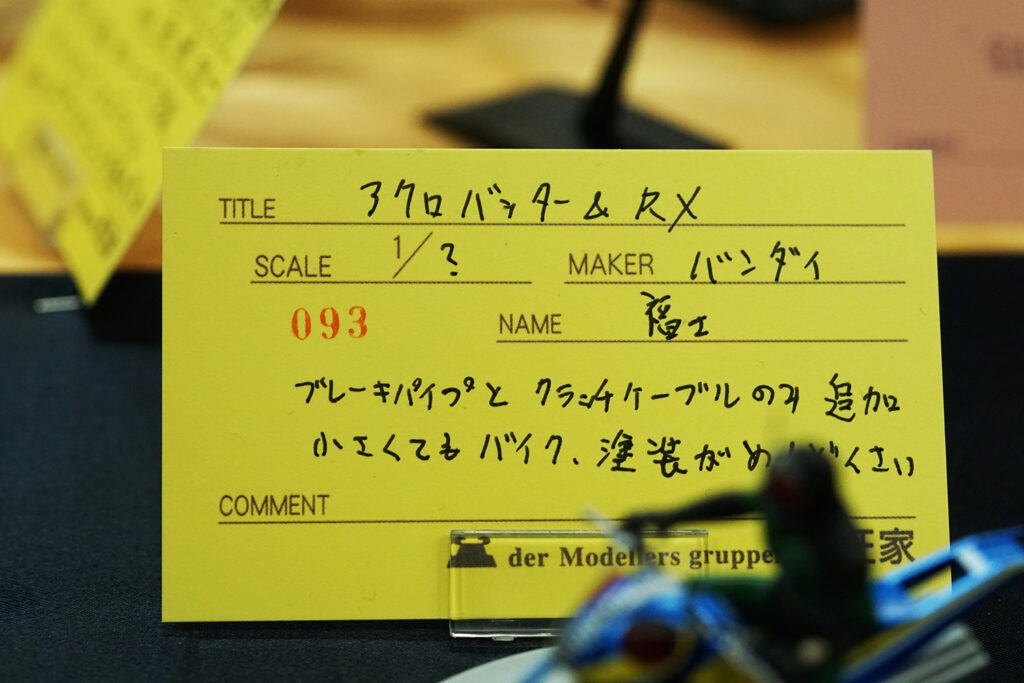 TITLE アクロバッター & RX
SCALE 1/? MAKER バンダイ
093 NAME 福士
ブレーキパイプと クラッチケーブルのみ 追加
小さくてもバイク、塗装がめ
くさい
COMMENT
der Modellers gruppe
家